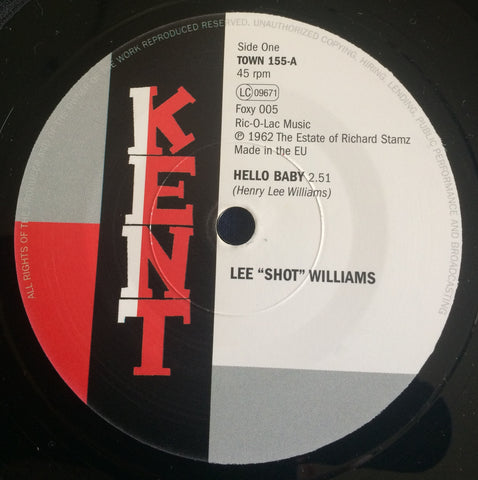 ALL RIGHTS OF THE WORK REPRODUCED RESERVED. UNAUTHORIZED COPYING, HIRING, LENDING, PUBLIC PERFORMANCE AND BROADCASTING
KENT
Side One
TOWN 155-A
45 rpm
LC 09671
Foxy 005
Ric-O-Lac Music
℗ 1962 The Estate of Richard Stamz
Made in the EU
HELLO BABY 2.51
(Henry Lee Williams)
LEE “SHOT” WILLIAMS